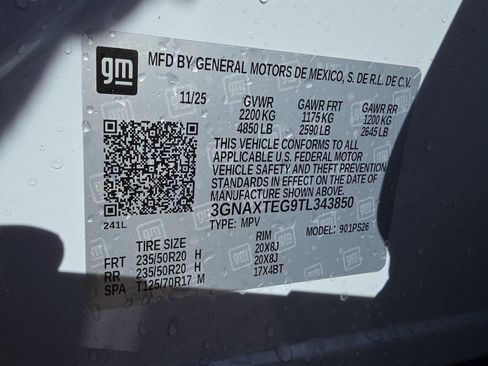 gm
MFD BY GENERAL MOTORS DE MEXICO, S. DE R.L. DE C.V.
11/25 GVWR GAWR FRT GAWR RR
2200 KG 1175 KG 1200 KG
4850 LB 2590 LB 2645 LB
THIS VEHICLE CONFORMS TO ALL
APPLICABLE U.S. FEDERAL MOTOR
VEHICLE SAFETY AND THEFT PREVENTION
STANDARDS IN EFFECT ON THE DATE OF
MANUFACTURE SHOWN ABOVE.
3GNAXTEG9TL343850
241L TYPE: MPV MODEL: 901PS26
TIRE SIZE RIM
FRT 235/50R20 H 20X8J
RR 235/50R20 H 20X8J
SPA T125/70R17 M 17X4BT